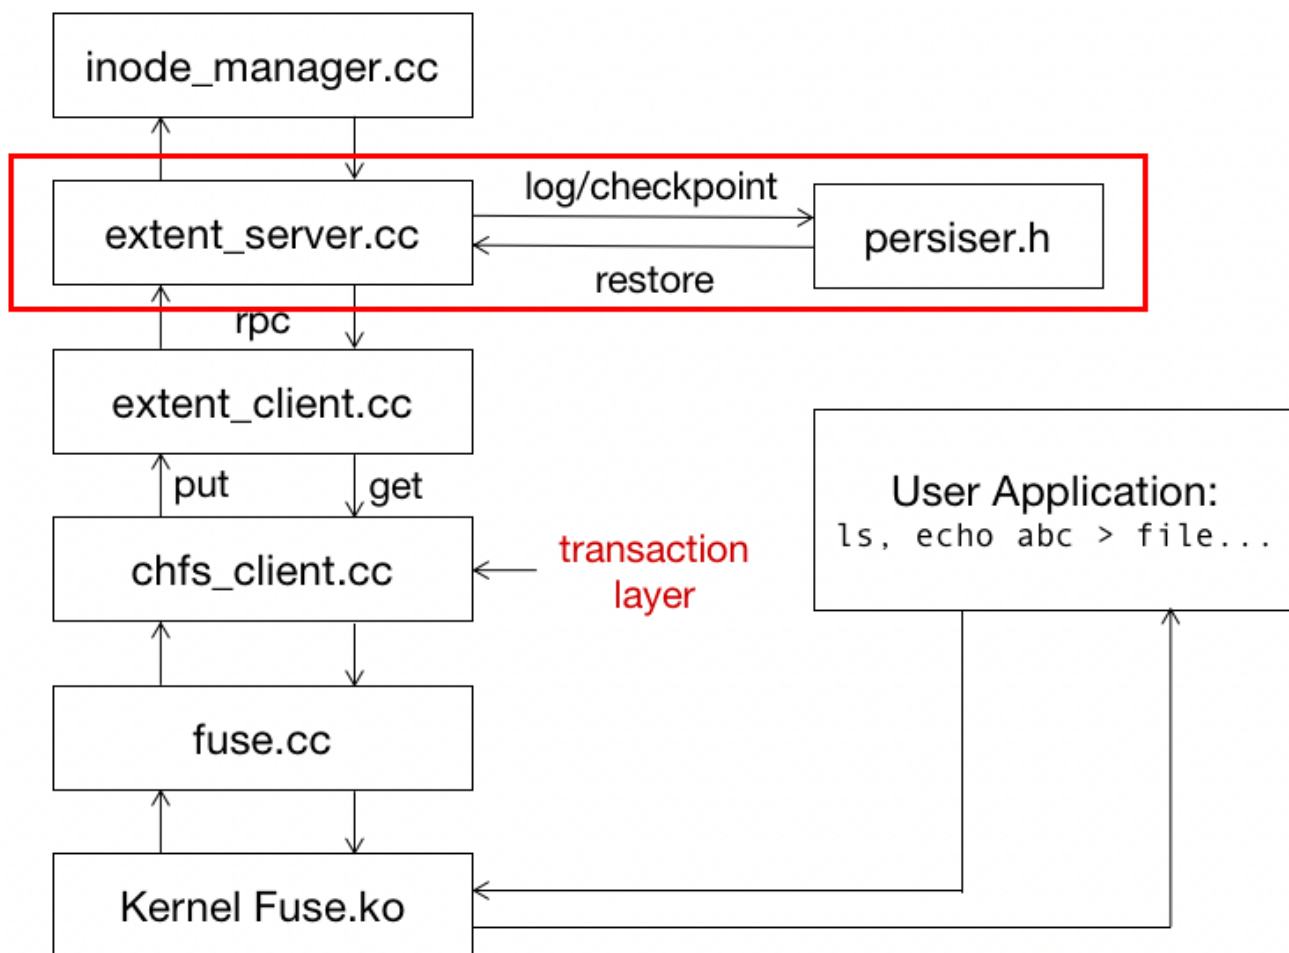 inode_manager.cc
log/checkpoint
extent_server.cc
persiser.h
restore
rpc
extent_client.cc
put
get
User Application:
ls, echo abc > file...
transaction
layer
chfs_client.cc
fuse.cc
Kernel Fuse.ko